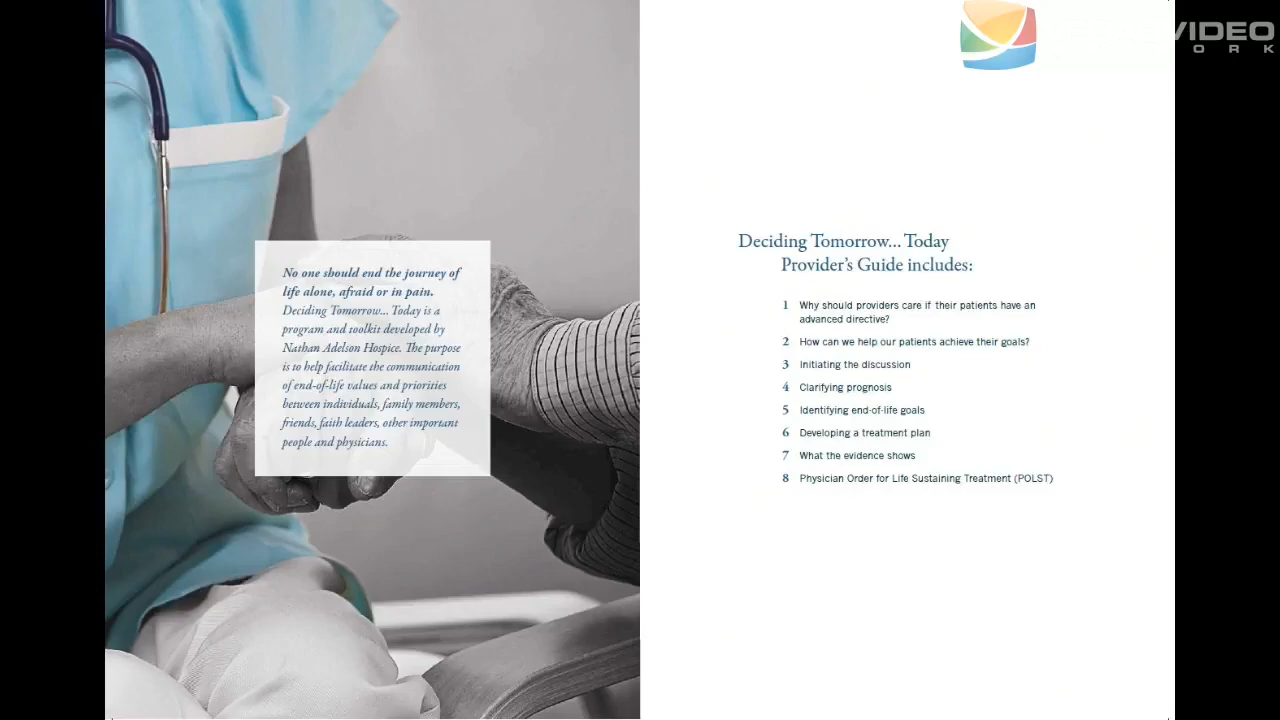 VIDEO
O R K
No one should end the journey of
life alone, afraid or in pain.
Deciding Tomorrow... Today is a
program and toolkit developed by
Nathan Adelson Hospice. The purpose
is to help facilitate the communication
of end-of-life values and priorities
between individuals, family members,
friends, faith leaders, other important
people and physicians.
Deciding Tomorrow... Today
Provider's Guide includes:
1 Why should providers care if their patients have an
advanced directive?
2 How can we help our patients achieve their goals?
3 Initiating the discussion
4 Clarifying prognosis
5 Identifying end-of-life goals
6 Developing a treatment plan
7 What the evidence shows
8 Physician Order for Life Sustaining Treatment (POLST)